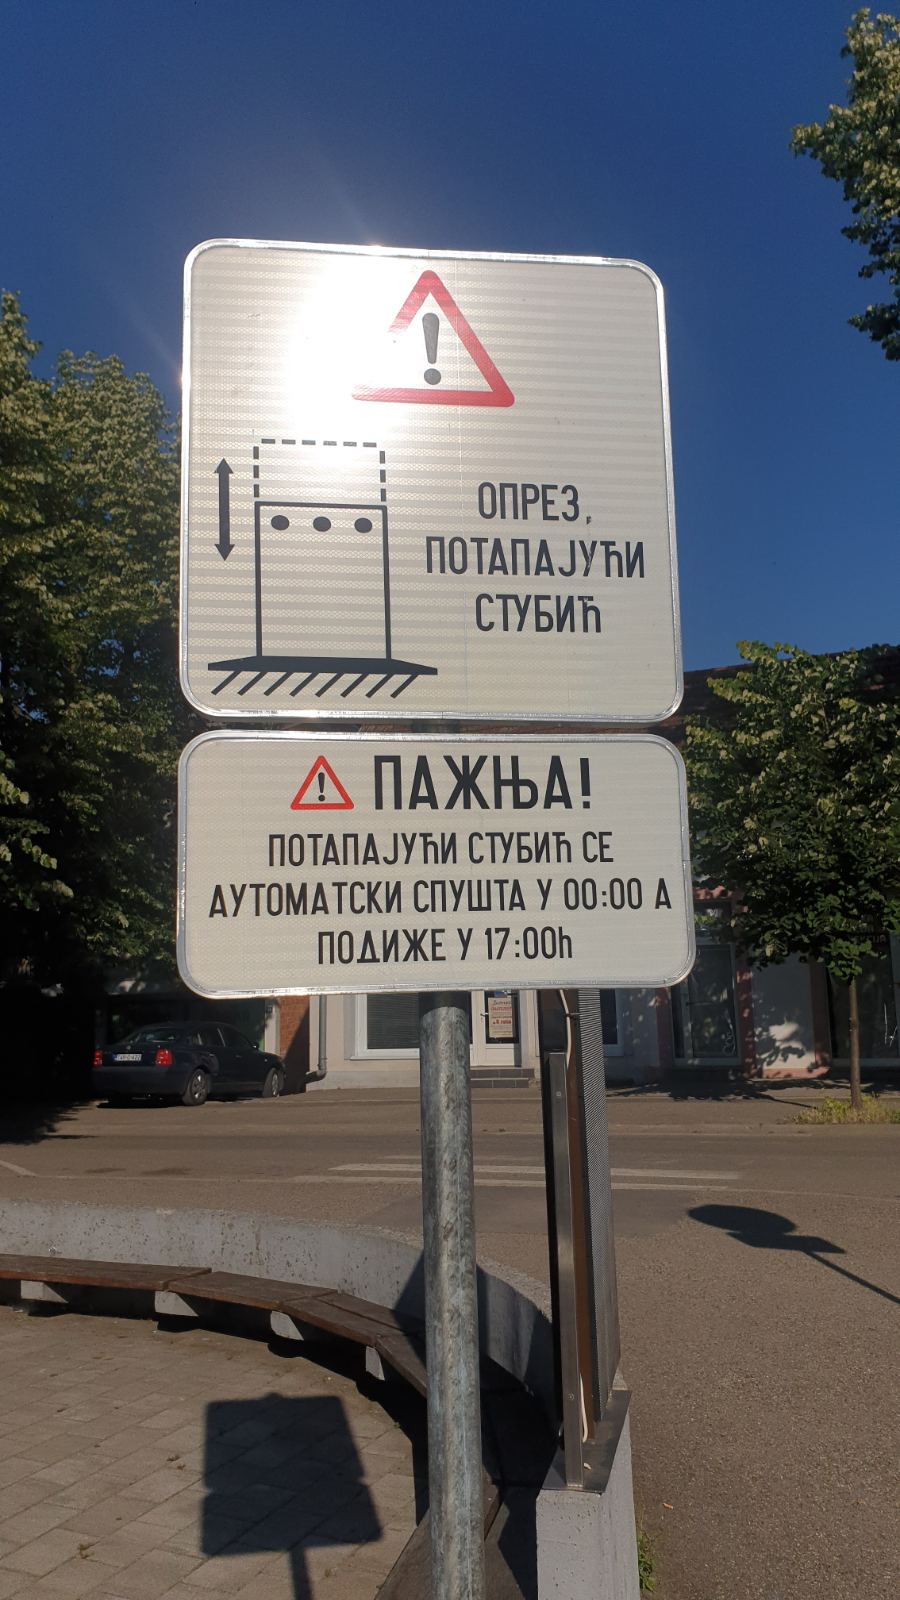 ОПРЕЗ,
ПОТАПАЈУЋИ
СТУБИЋ
ПАЖЊА!
ПОТАПАЈУЋИ СТУБИЋ СЕ
АУТОМАТСКИ СПУШТА У 00:00 А
ПОДИЖЕ У 17:00h